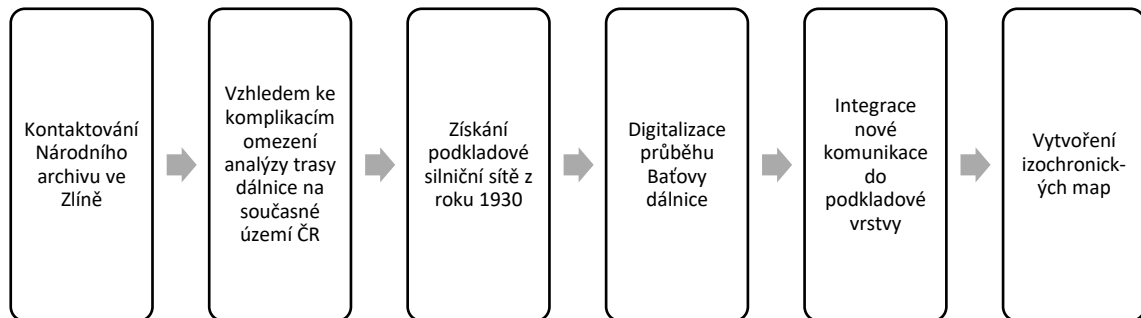 Kontaktování
Národního
archivu ve
Zlíně
Vzhledem ke
komplikacím
omezení
analýzy trasy
dálnice na
současné
území ČR
Získání
podkladové
silniční sítě z
roku 1930
Digitalizace
průběhu
Baťovy
dálnice
Integrace
nové
komunikace
do
podkladové
vrstvy
Vytvoření
izochronick-
ých map